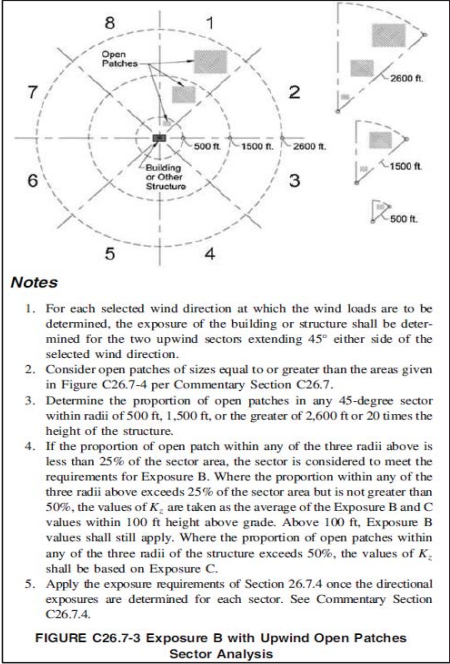 8
1
Open
Patches
7
2
2600 ft.
500 ft.
1500 ft.
2600 ft.
1500 ft.
Building
or Other
Structure
6
3
500 ft.
5
4
Notes
1. For each selected wind direction at which the wind loads are to be
determined, the exposure of the building or structure shall be deter-
mined for the two upwind sectors extending 45° either side of the
selected wind direction.
2. Consider open patches of sizes equal to or greater than the areas given
in Figure C26.7-4 per Commentary Section C26.7.
3. Determine the proportion of open patches in any 45-degree sector
within radii of 500 ft, 1,500 ft, or the greater of 2,600 ft or 20 times the
height of the structure.
4. If the proportion of open patch within any of the three radii above is
less than 25% of the sector area, the sector is considered to meet the
requirements for Exposure B. Where the proportion within any of the
three radii above exceeds 25% of the sector area but is not greater than
50%, the values of Kz are taken as the average of the Exposure B and C
values within 100 ft height above grade. Above 100 ft, Exposure B
values shall still apply. Where the proportion of open patches within
any of the three radii of the structure exceeds 50%, the values of Kz
shall be based on Exposure C.
5. Apply the exposure requirements of Section 26.7.4 once the directional
exposures are determined for each sector. See Commentary Section
C26.7.4.
FIGURE C26.7-3 Exposure B with Upwind Open Patches
Sector Analysis